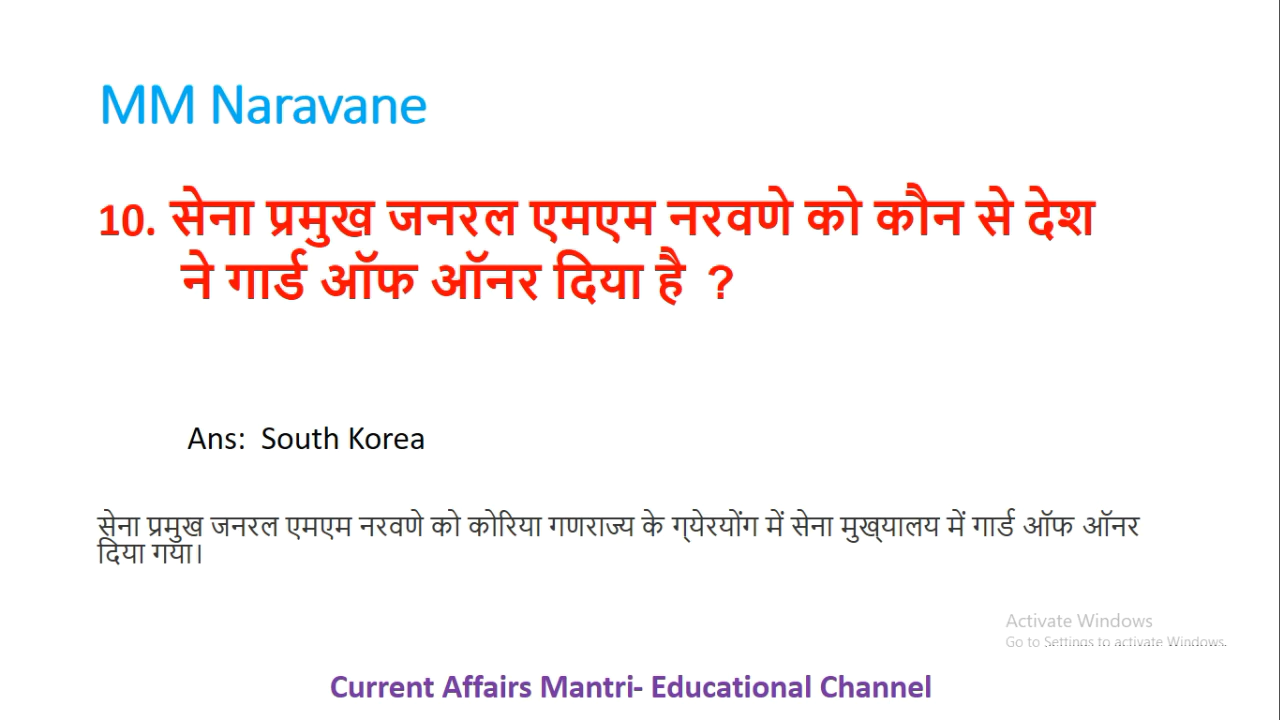 MM Naravane
10. सेना प्रमुख जनरल एमएम नरवणे को कौन से देश
ने गार्ड ऑफ ऑनर दिया है ?
Ans: South Korea
सेना प्रमुख जनरल एमएम नरवणे को कोरिया गणराज्य के ग्येरयोंग में सेना मुख्यालय में गार्ड ऑफ ऑनर
दिया गया।
Activate Windows
Go to Settings to activate Windows.
Current Affairs Mantri- Educational Channel